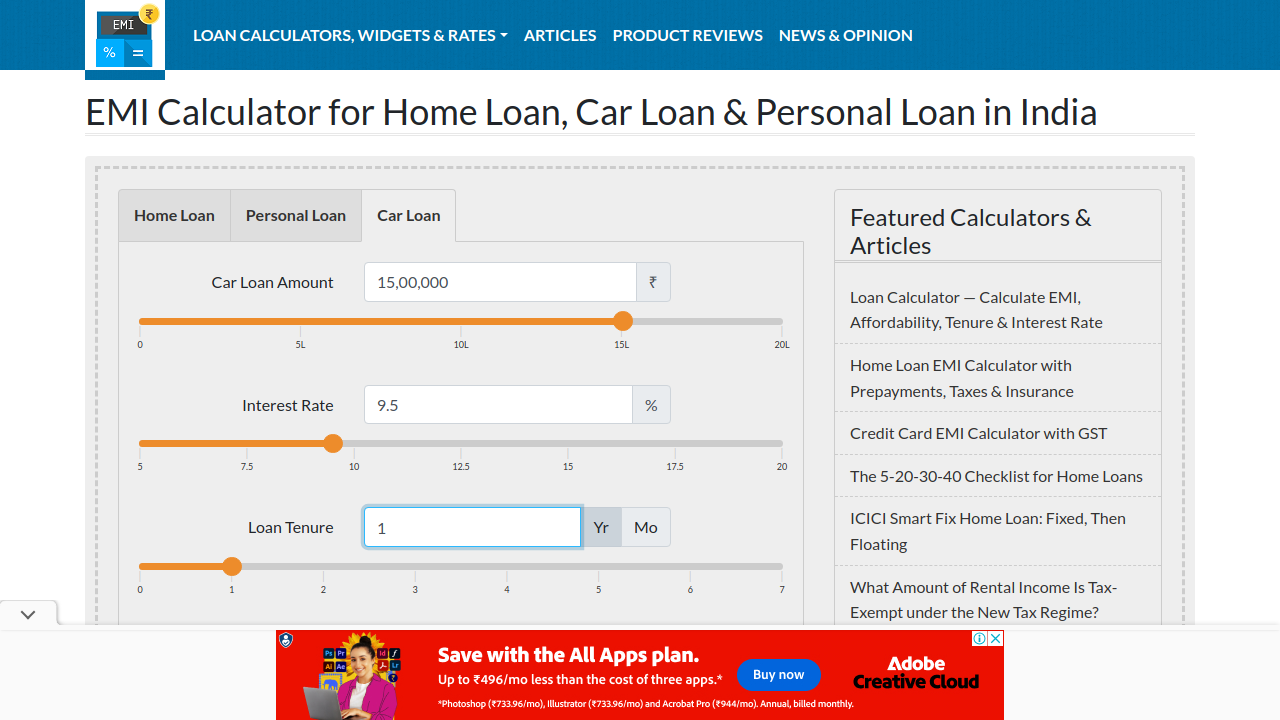 EMI
₹
%
=
LOAN CALCULATORS, WIDGETS & RATES ARTICLES PRODUCT REVIEWS NEWS & OPINION
EMI Calculator for Home Loan, Car Loan & Personal Loan in India
Home Loan Personal Loan Car Loan
Car Loan Amount 15,00,000 ₹
0 5L 10L 15L 20L
Interest Rate 9.5 %
5 7.5 10 12.5 15 17.5 20
Loan Tenure 1 Yr Mo
0 1 2 3 4 5 6 7
Featured Calculators &
Articles
Loan Calculator — Calculate EMI,
Affordability, Tenure & Interest Rate
Home Loan EMI Calculator with
Prepayments, Taxes & Insurance
Credit Card EMI Calculator with GST
The 5-20-30-40 Checklist for Home Loans
ICICI Smart Fix Home Loan: Fixed, Then
Floating
What Amount of Rental Income Is Tax-
Exempt under the New Tax Regime?
Ps Pr Id
Ai Ae Lr
Save with the All Apps plan.
Up to ₹496/mo less than the cost of three apps.*
*Photoshop (₹733.96/mo), Illustrator (₹733.96/mo) and Acrobat Pro (₹944/mo). Annual, billed monthly.
Buy now
Adobe
Creative Cloud